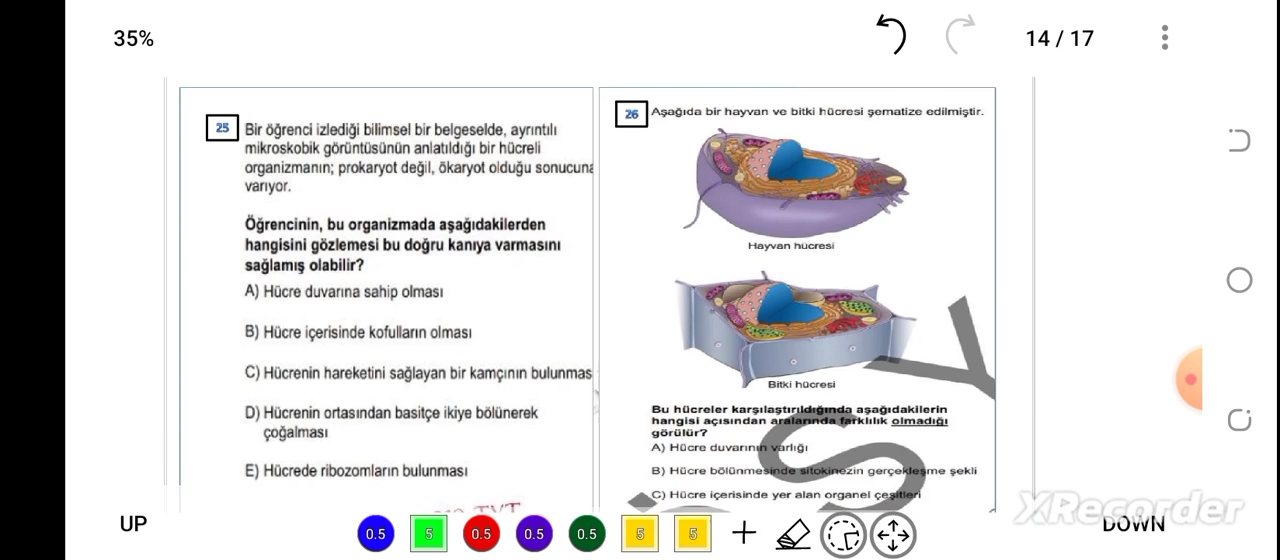 35%
14 / 17
25
Bir öğrenci izlediği bilimsel bir belgeselde, ayrıntılı
mikroskobik görüntüsünün anlatıldığı bir hücreli
organizmanın; prokaryot değil, ökaryot olduğu sonucuna
varıyor.
Öğrencinin, bu organizmada aşağıdakilerden
hangisini gözlemesi bu doğru kanıya varmasını
sağlamış olabilir?
A) Hücre duvarına sahip olması
B) Hücre içerisinde kofulların olması
C) Hücrenin hareketini sağlayan bir kamçının bulunmas
D) Hücrenin ortasından basitçe ikiye bölünerek
çoğalması
E) Hücrede ribozomların bulunması
26
Aşağıda bir hayvan ve bitki hücresi şematize edilmiştir.
Hayvan hücresi
Bitki hücresi
Bu hücreler karşılaştırıldığında aşağıdakilerin
hangisi açısından aralarında farklılık olmadığı
görülür?
A) Hücre duvarının varlığı
B) Hücre bölünmesinde sitokinezin gerçekleşme şekli
C) Hücre içerisinde yer alan organel çeşitleri
S Y
UP
0.5
5
0.5
0.5
0.5
5
5
XRecorder
DOWN